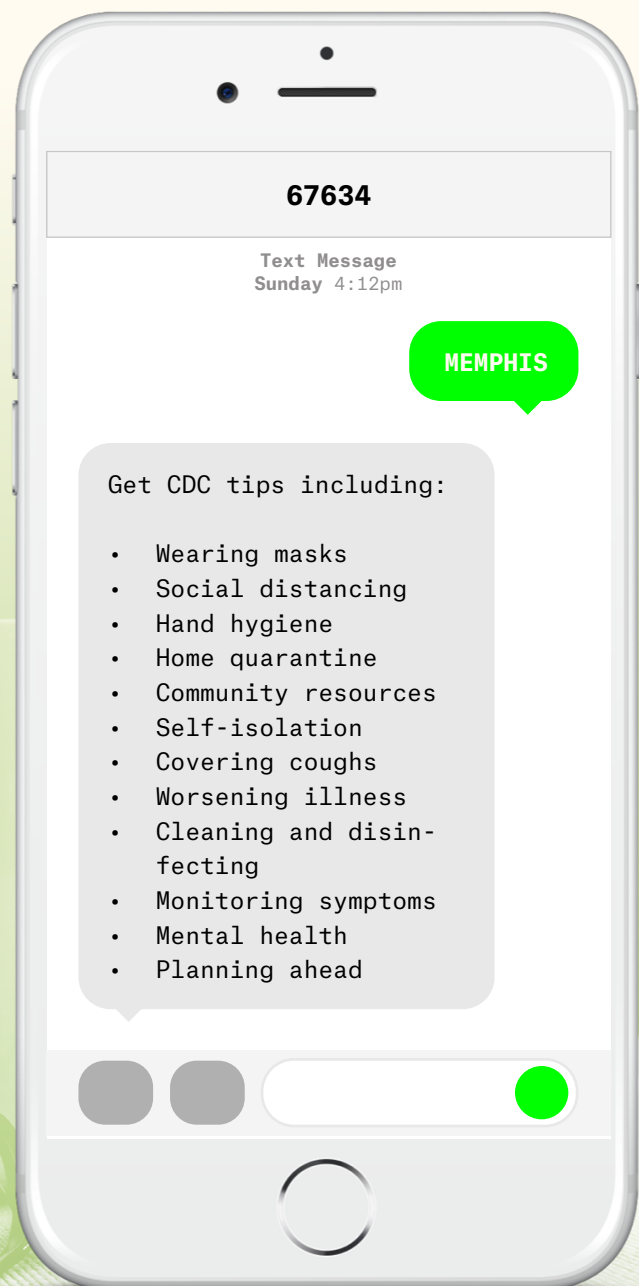 67634
Text Message
Sunday 4:12pm
MEMPHIS
Get CDC tips including:
• Wearing masks
• Social distancing
• Hand hygiene
• Home quarantine
• Community resources
• Self-isolation
• Covering coughs
• Worsening illness
• Cleaning and disin-
fecting
• Monitoring symptoms
• Mental health
• Planning ahead